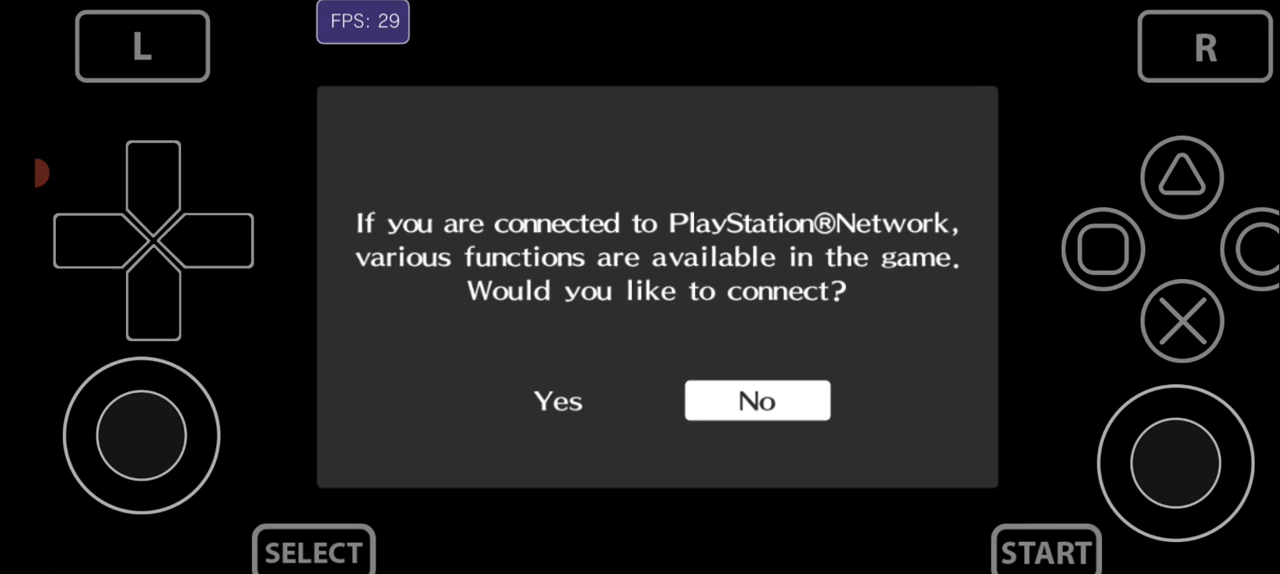 L
FPS: 29
R
If you are connected to PlayStation®Network,
various functions are available in the game.
Would you like to connect?
Yes
No
SELECT
START